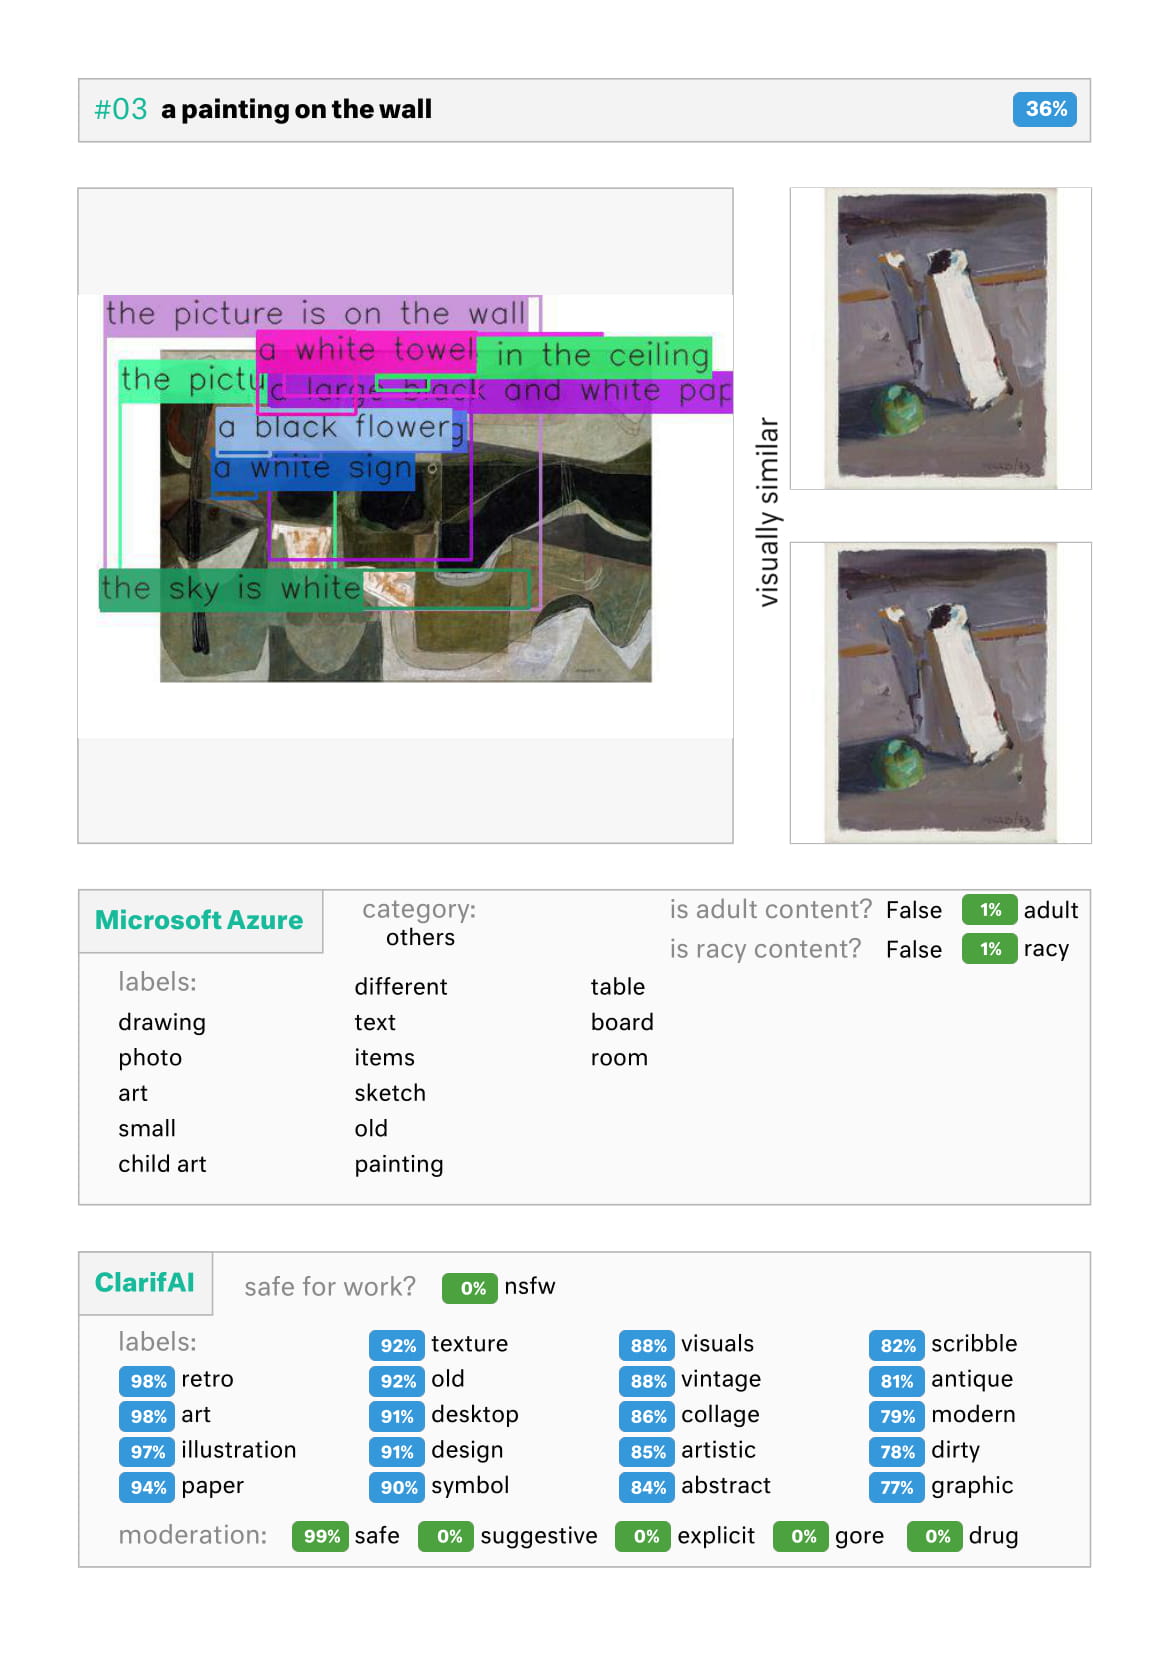 #03 a painting on the wall 36%
the picture is on the wall
a white towel in the ceiling
the pictu
a large black and white pap
a black flower
a white sign
the sky is white
visually similar
Microsoft Azure
category:
others
is adult content? False 1% adult
is racy content? False 1% racy
labels:
drawing
photo
art
small
child art
different
text
items
sketch
old
painting
table
board
room
ClarifAI
safe for work? 0% nsfw
labels:
98% retro
98% art
97% illustration
94% paper
92% texture
92% old
91% desktop
91% design
90% symbol
88% visuals
88% vintage
86% collage
85% artistic
84% abstract
82% scribble
81% antique
79% modern
78% dirty
77% graphic
moderation: 99% safe 0% suggestive 0% explicit 0% gore 0% drug